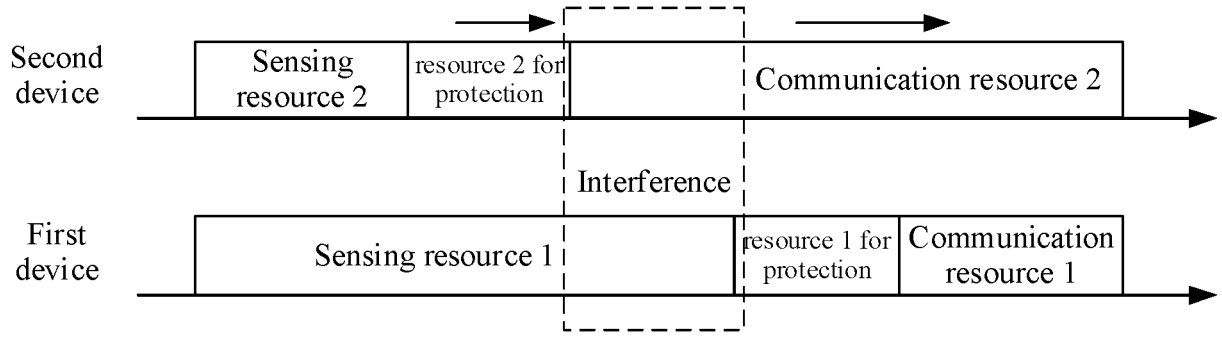 Second
device
Sensing
resource 2
resource 2 for
protection
Communication resource 2
Interference
First
device
Sensing resource 1
resource 1 for
protection
Communication
resource 1